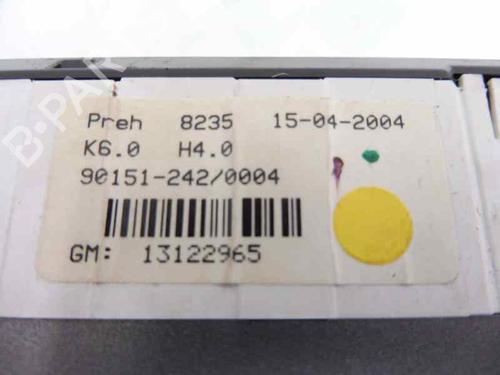 Preh 8235 15-04-2004
K6.0 H4.0
90151-242/0004
GM: 13122965
B-PAR